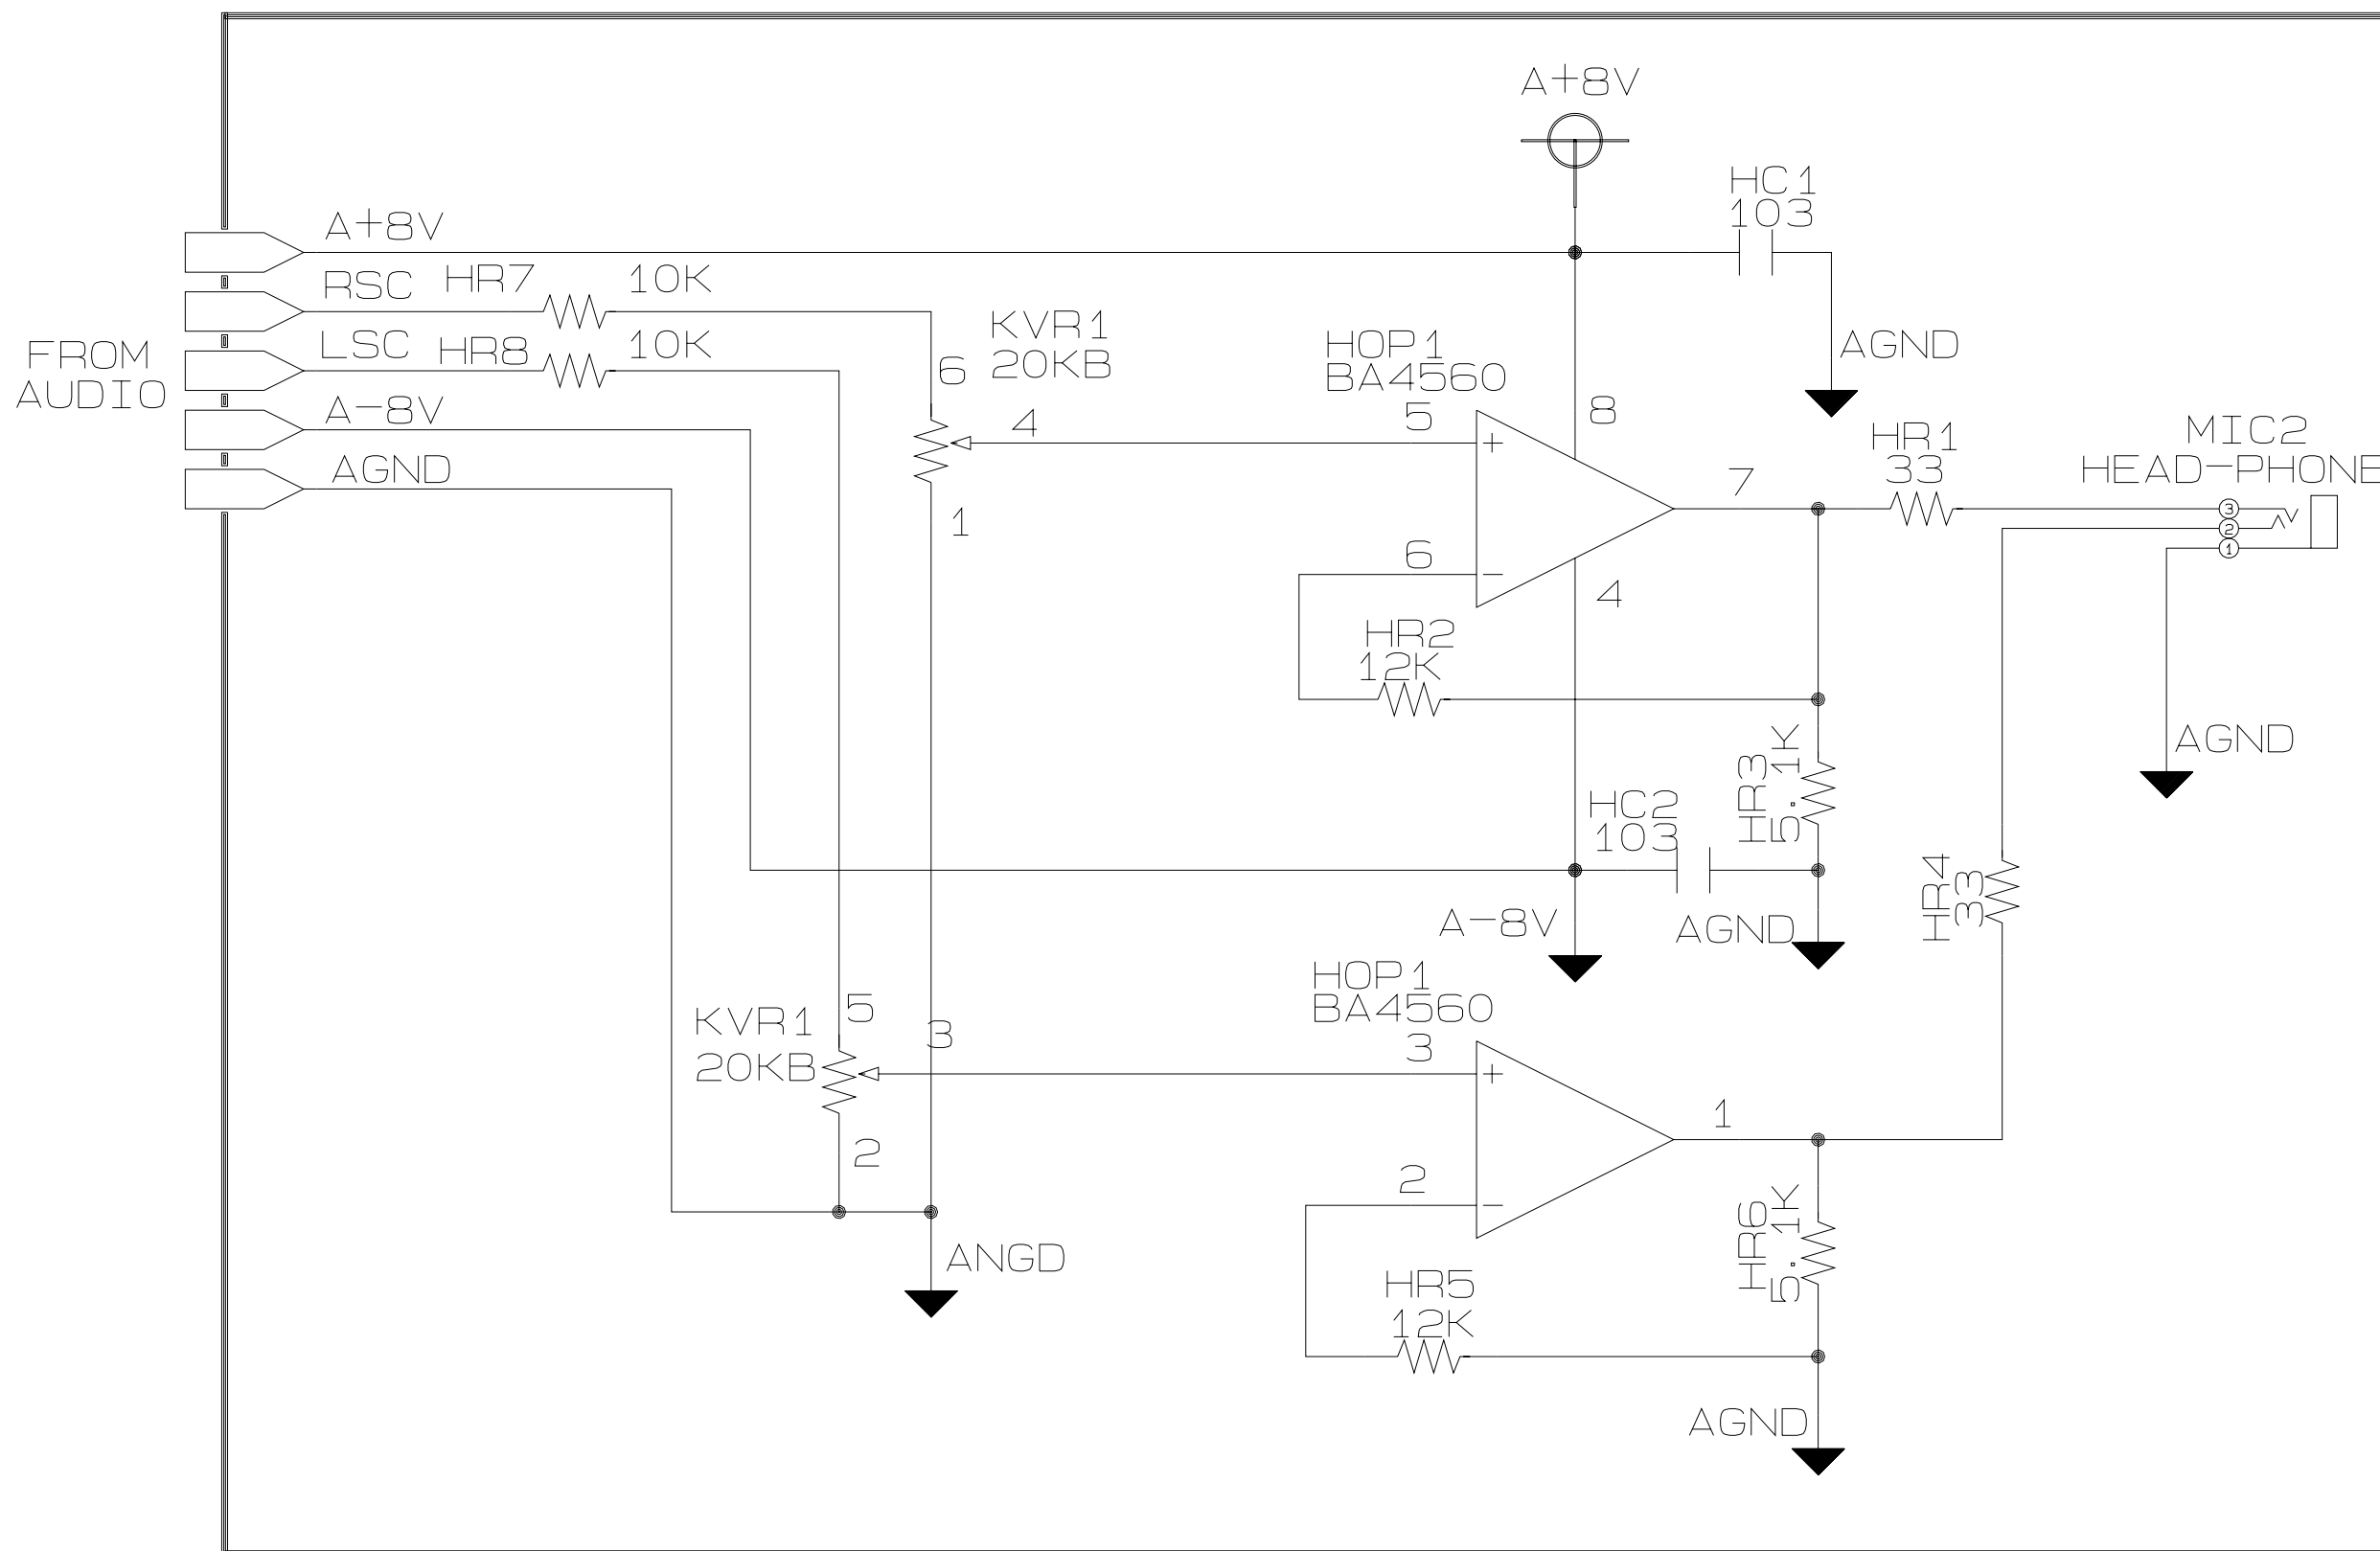 A+8V
HC1
103
A+8V
RSC
HR7
10K
LSC
HR8
10K
FROM
AUDIO
A-8V
AGND
KVR1
20KB
6
4
1
HOP1
BA4560
5
8
AGND
7
HR1
33
MIC2
HEAD-PHONE
3
2
1
6
4
HR2
12K
AGND
HR3
5.1K
HC2
103
A-8V
AGND
HR4
33
KVR1
20KB
5
3
2
HOP1
BA4560
3
1
2
ANGD
HR6
5.1K
HR5
12K
AGND